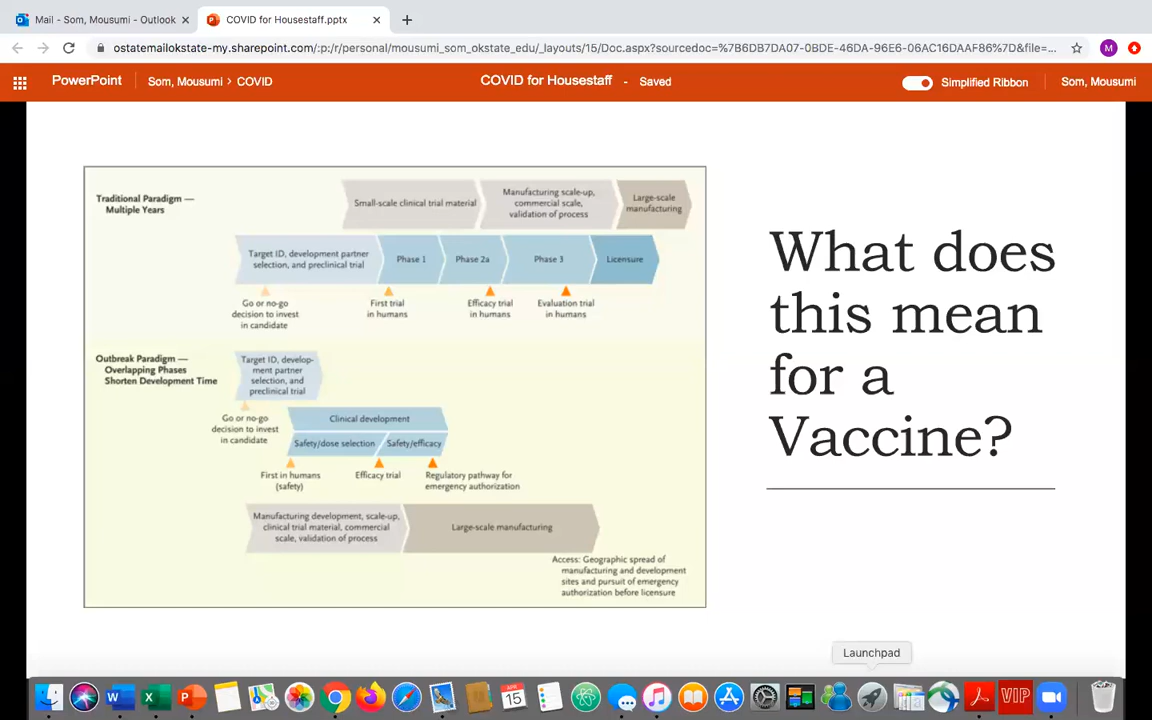 Mail - Som, Mousumi - Outlook
COVID for Housestaff.pptx
ostatemailokstate-my.sharepoint.com/:p:/r/personal/mousumi_som_okstate_edu/_layouts/15/Doc.aspx?sourcedoc=%7B6DB7DA07-0BDE-46DA-96E6-06AC16DAAF86%7D&file=...
M
PowerPoint
Som, Mousumi > COVID
COVID for Housestaff - Saved
Simplified Ribbon
Som, Mousumi
Traditional Paradigm —
Multiple Years
Small-scale clinical trial material
Manufacturing scale-up,
commercial scale,
validation of process
Large-scale
manufacturing
Target ID, development partner
selection, and preclinical trial
Phase 1
Phase 2a
Phase 3
Licensure
Go or no-go
decision to invest
in candidate
First trial
in humans
Efficacy trial
in humans
Evaluation trial
in humans
Outbreak Paradigm —
Overlapping Phases
Shorten Development Time
Target ID, develop-
ment partner
selection, and
preclinical trial
Go or no-go
decision to invest
in candidate
Clinical development
Safety/dose selection
Safety/efficacy
First in humans
(safety)
Efficacy trial
Regulatory pathway for
emergency authorization
Manufacturing development, scale-up,
clinical trial material, commercial
scale, validation of process
Large-scale manufacturing
Access: Geographic spread of
manufacturing and development
sites and pursuit of emergency
authorization before licensure
What does
this mean
for a
Vaccine?
Launchpad
W
X
P
APR
15
VIP